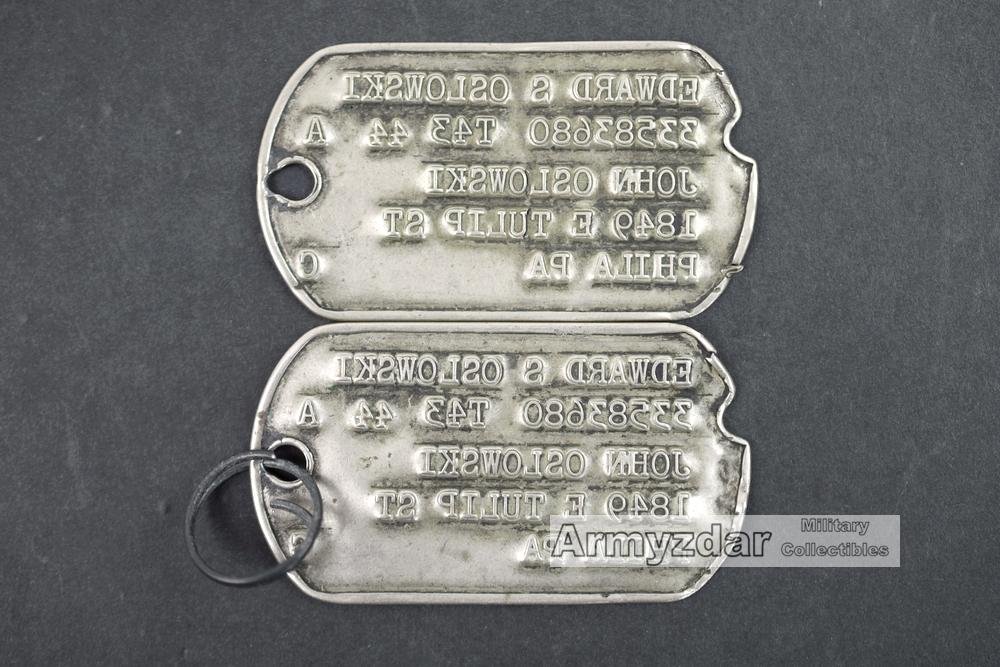 EDWARD S OSLOWSKI
33583680 T43 44 A
JOHN OSLOWSKI
1849 E TULIP ST
PHILA PA C
EDWARD S OSLOWSKI
33583680 T43 44 A
JOHN OSLOWSKI
1849 E TULIP ST
PA
Armyzdar Military Collectibles